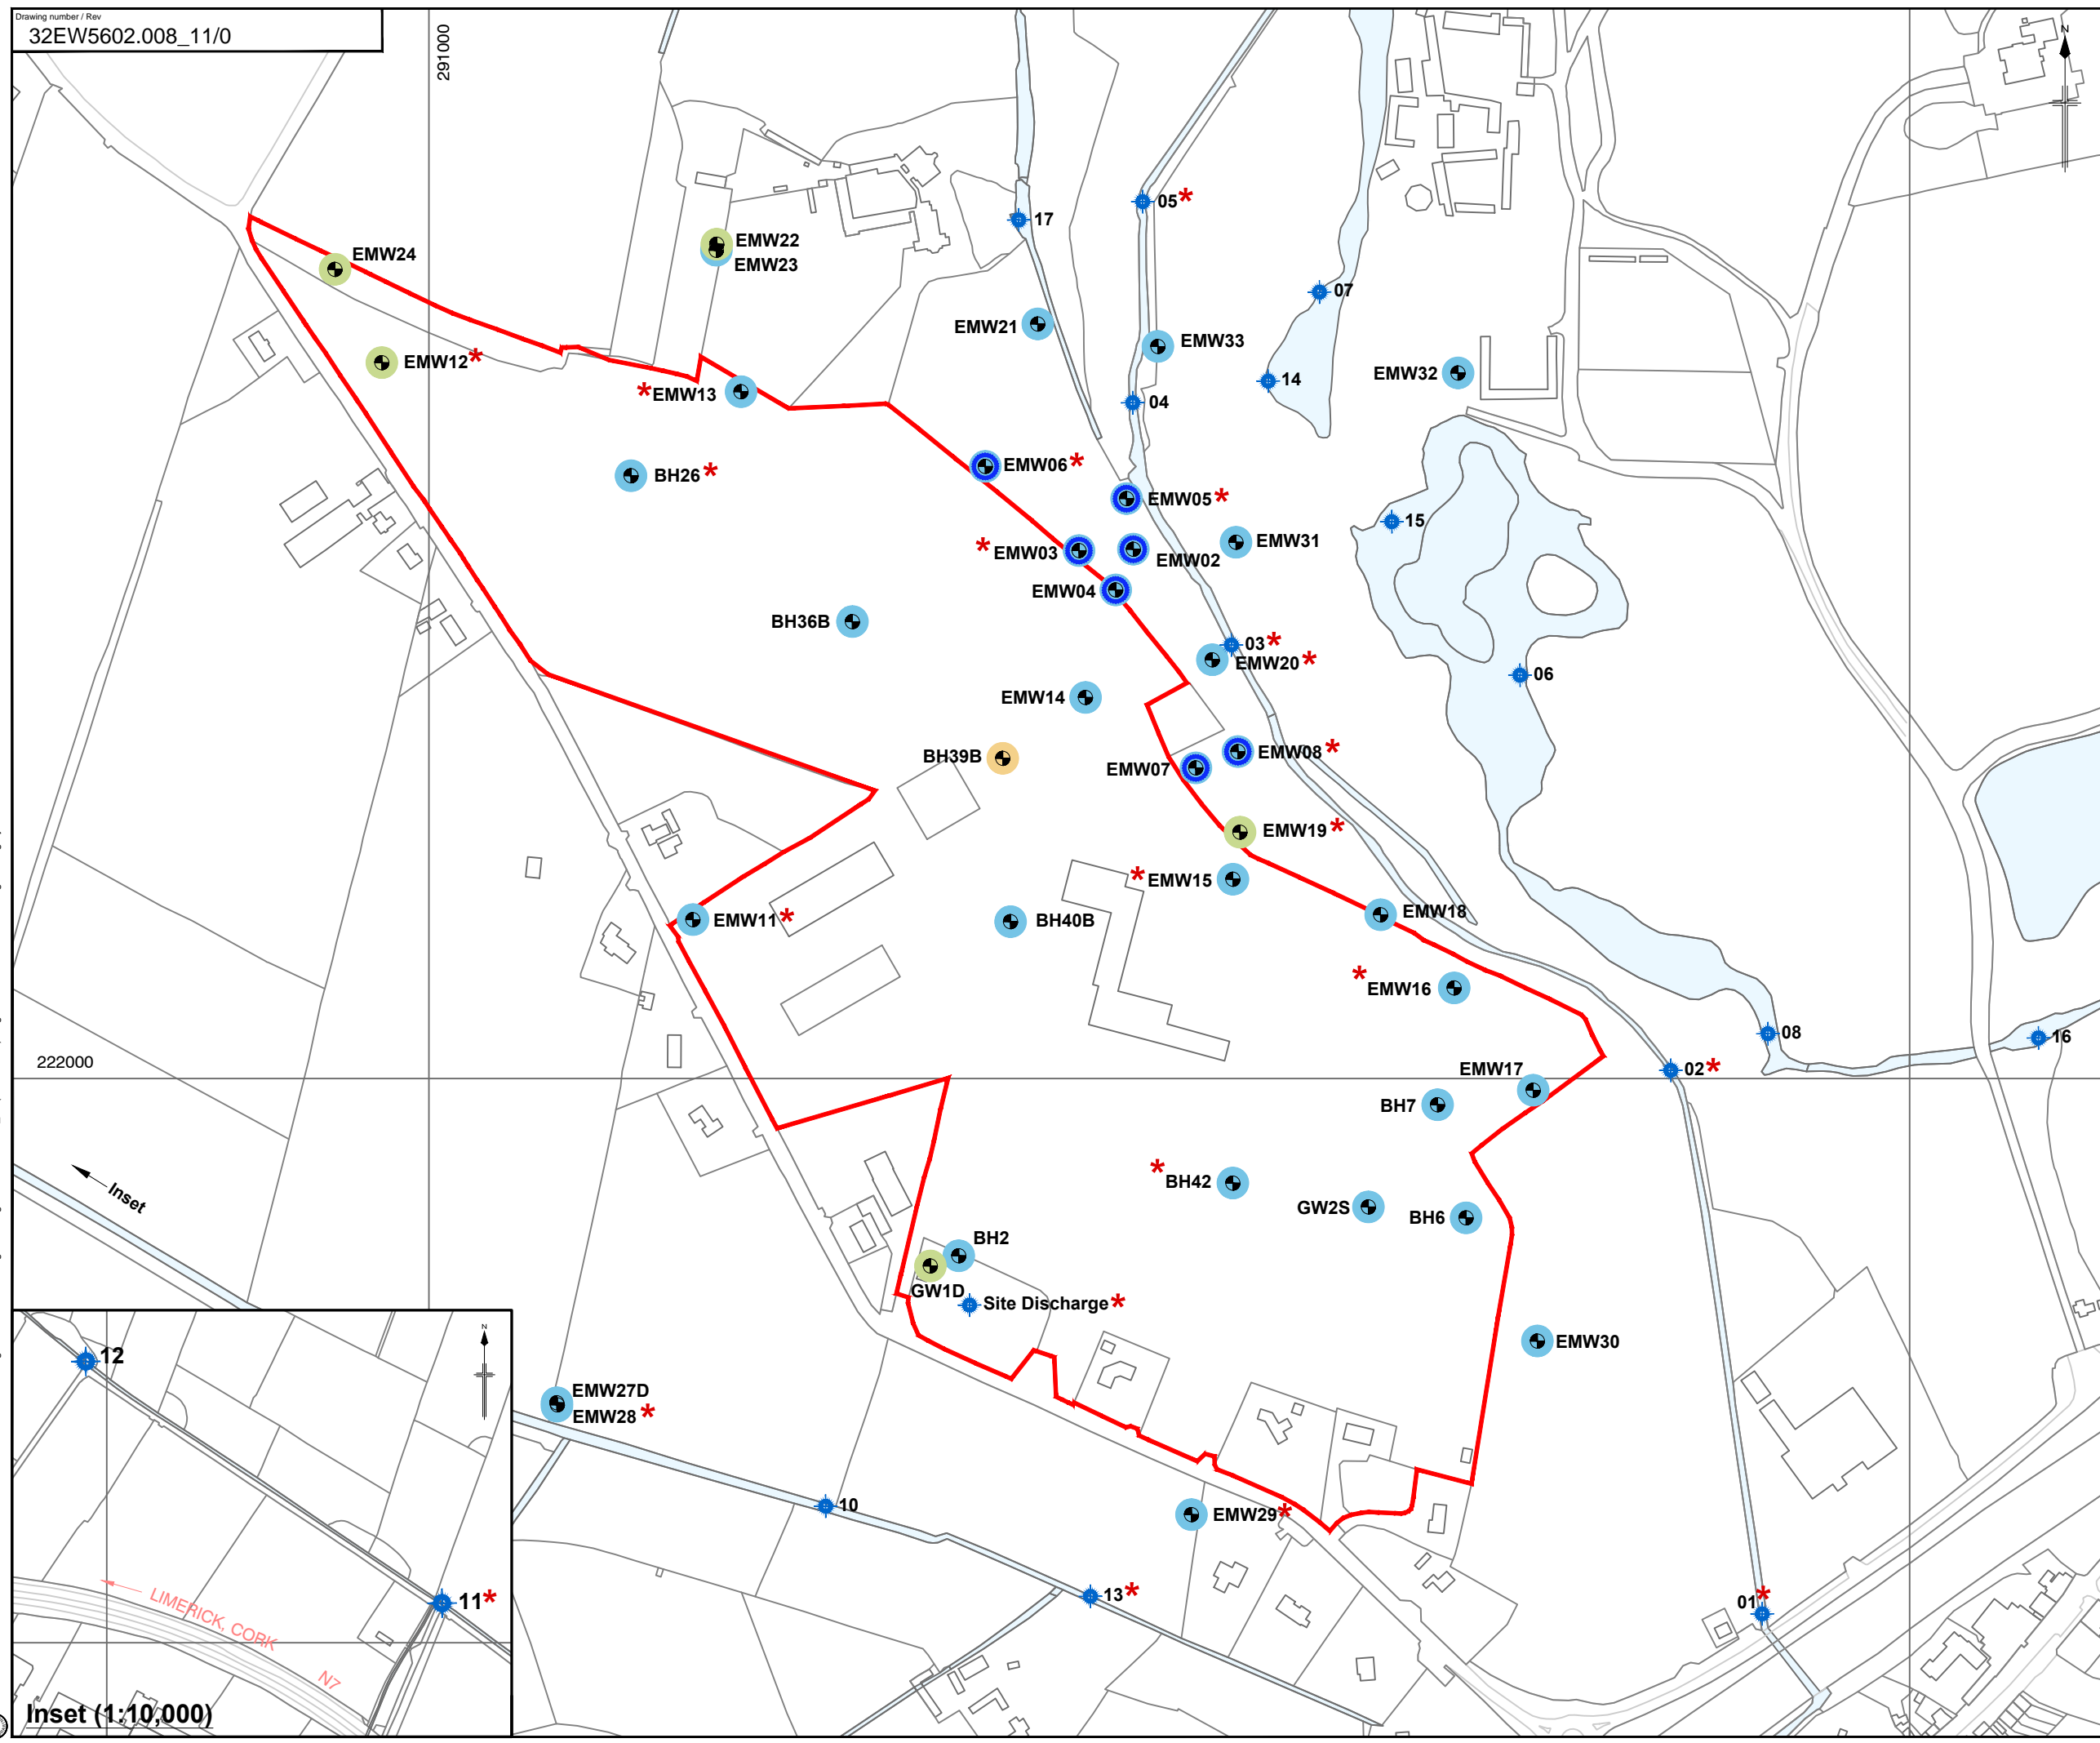 Drawing number / Rev
32EW5602.008_11/0
291000
N
05*
17
EMW22
EMW24
EMW23
07
EMW21
EMW33
EMW12*
EMW32
14
*EMW13
04
EMW06*
BH26*
EMW05*
15
EMW31
*EMW03
EMW02
EMW04
BH36B
03*
EMW20*
06
EMW14
EMW08*
BH39B
EMW07
EMW19*
*EMW15
EMW18
EMW11*
BH40B
*EMW16
08
16
222000
02*
EMW17
BH7
*BH42
Inset
GW2S
BH6
BH2
GW1D
Site Discharge*
N
EMW30
12
EMW27D
EMW28*
10
EMW29*
13*
01*
11*
LIMERICK, CORK
N7
Inset (1:10,000)